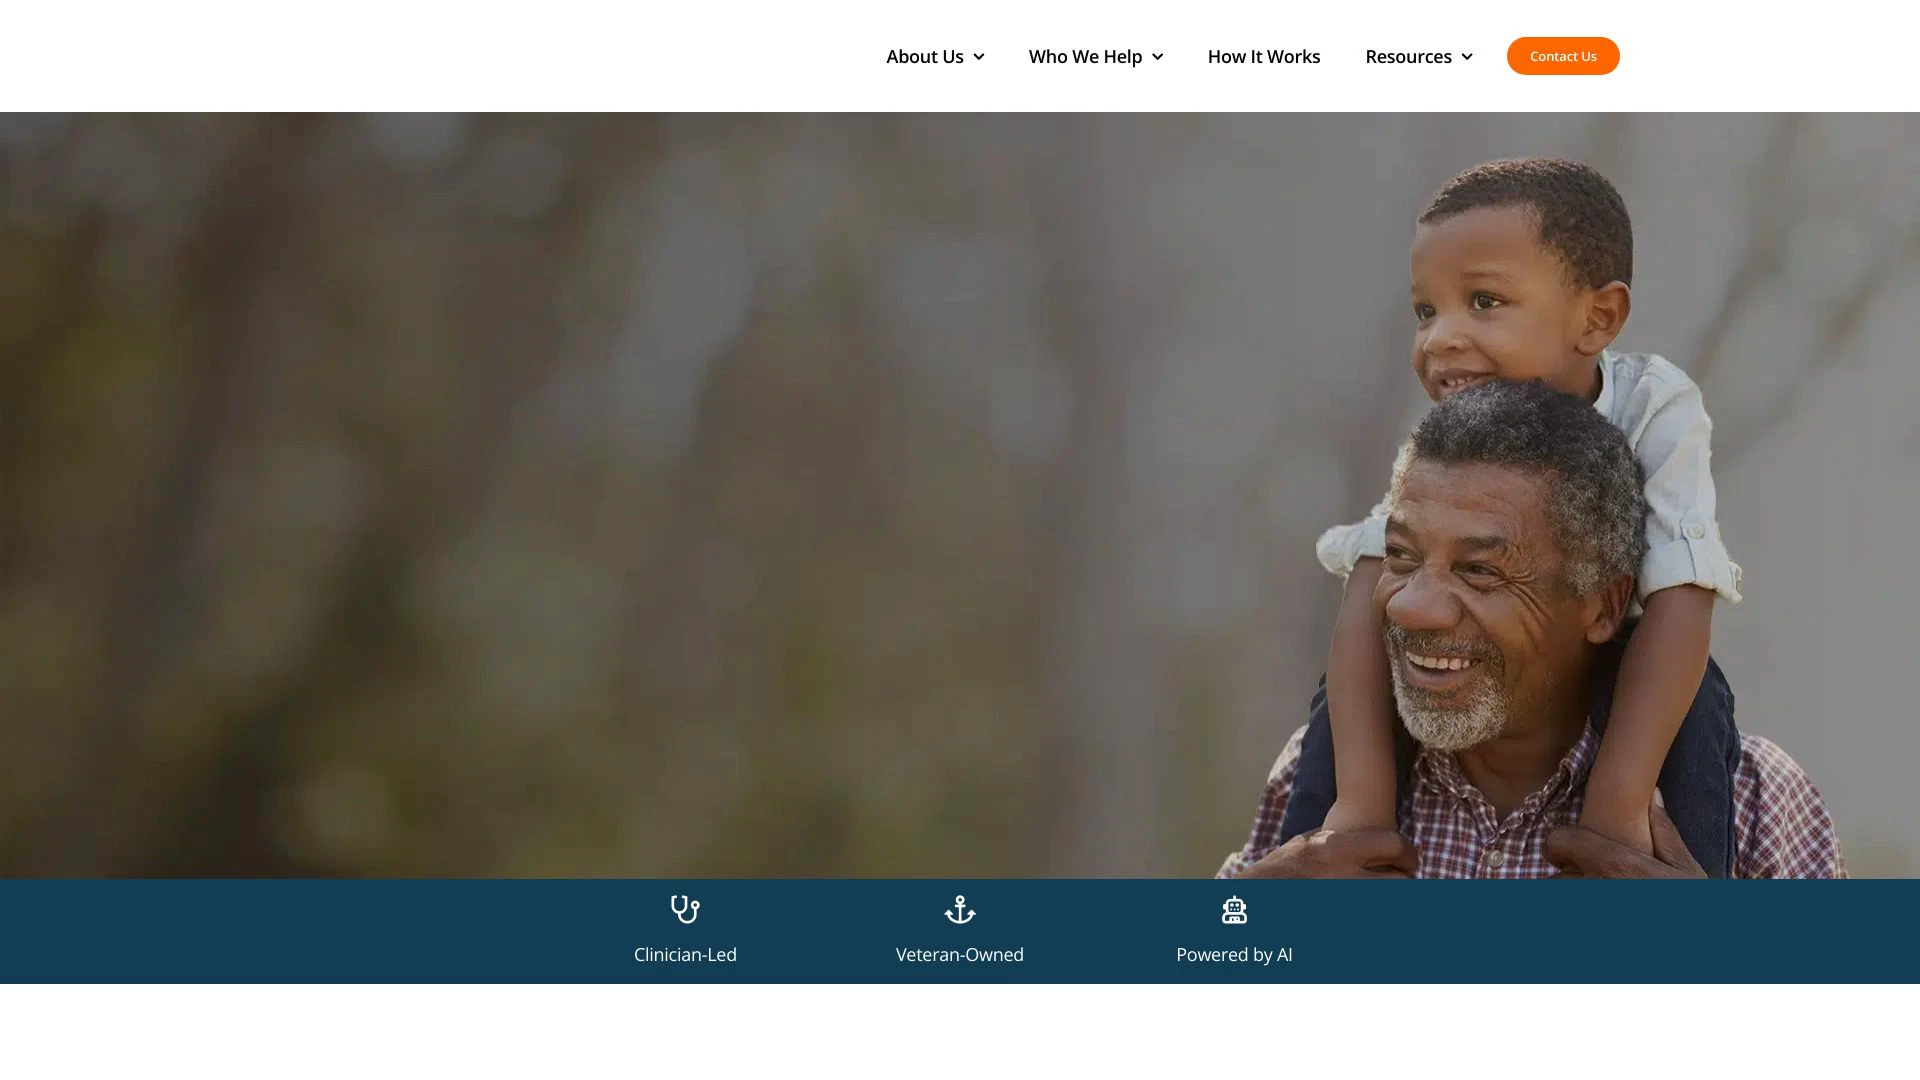 About Us
Who We Help
How It Works
Resources
Contact Us
Clinician-Led
Veteran-Owned
Powered by AI